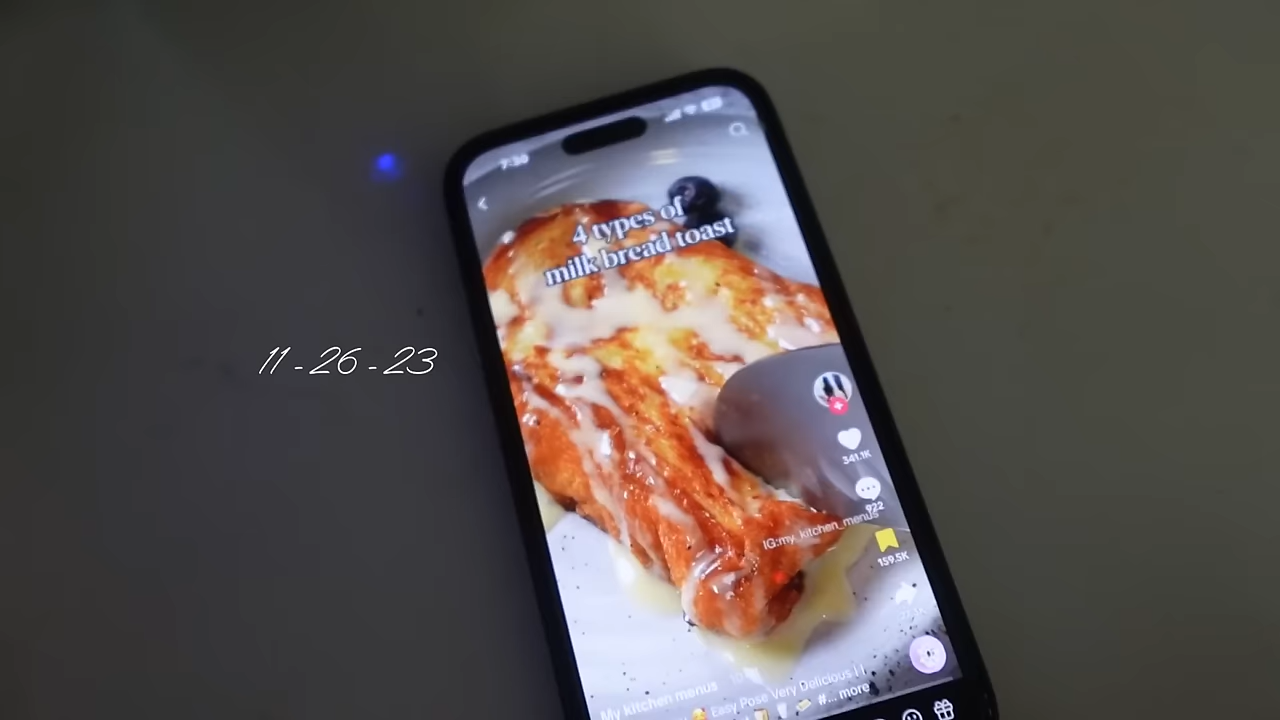 7:30
4 types of
milk bread toast
11-26-23
341.1K
922
IG:my_kitchen_menus
159.5K
My kitchen menus
Easy Pose Very Delicious | |
#... more